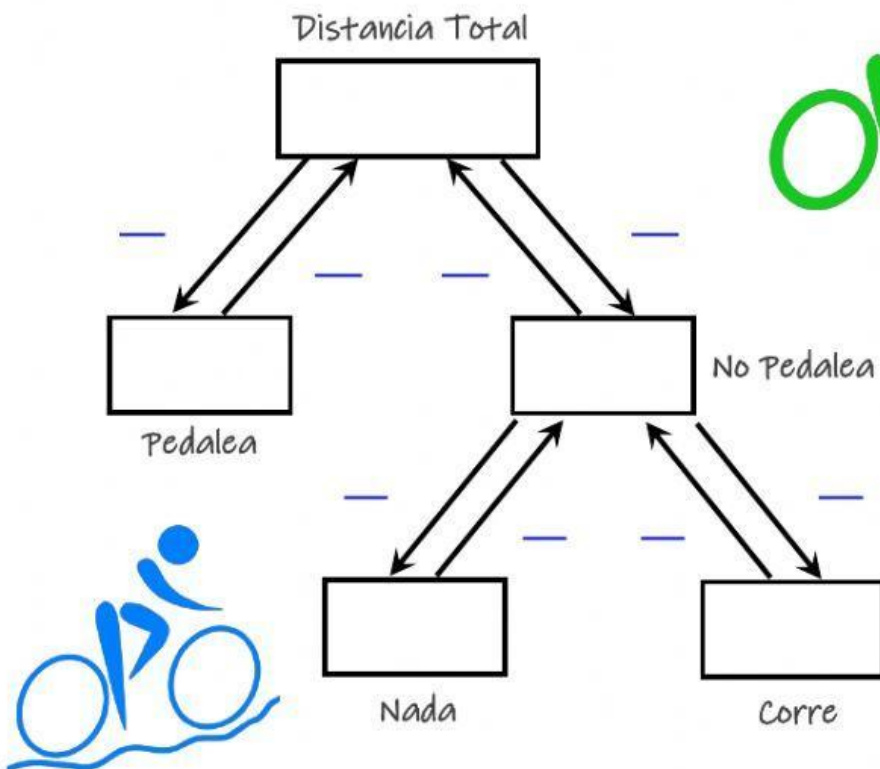 Distancia Total
No Pedalea
Pedalea
Nada
Corre